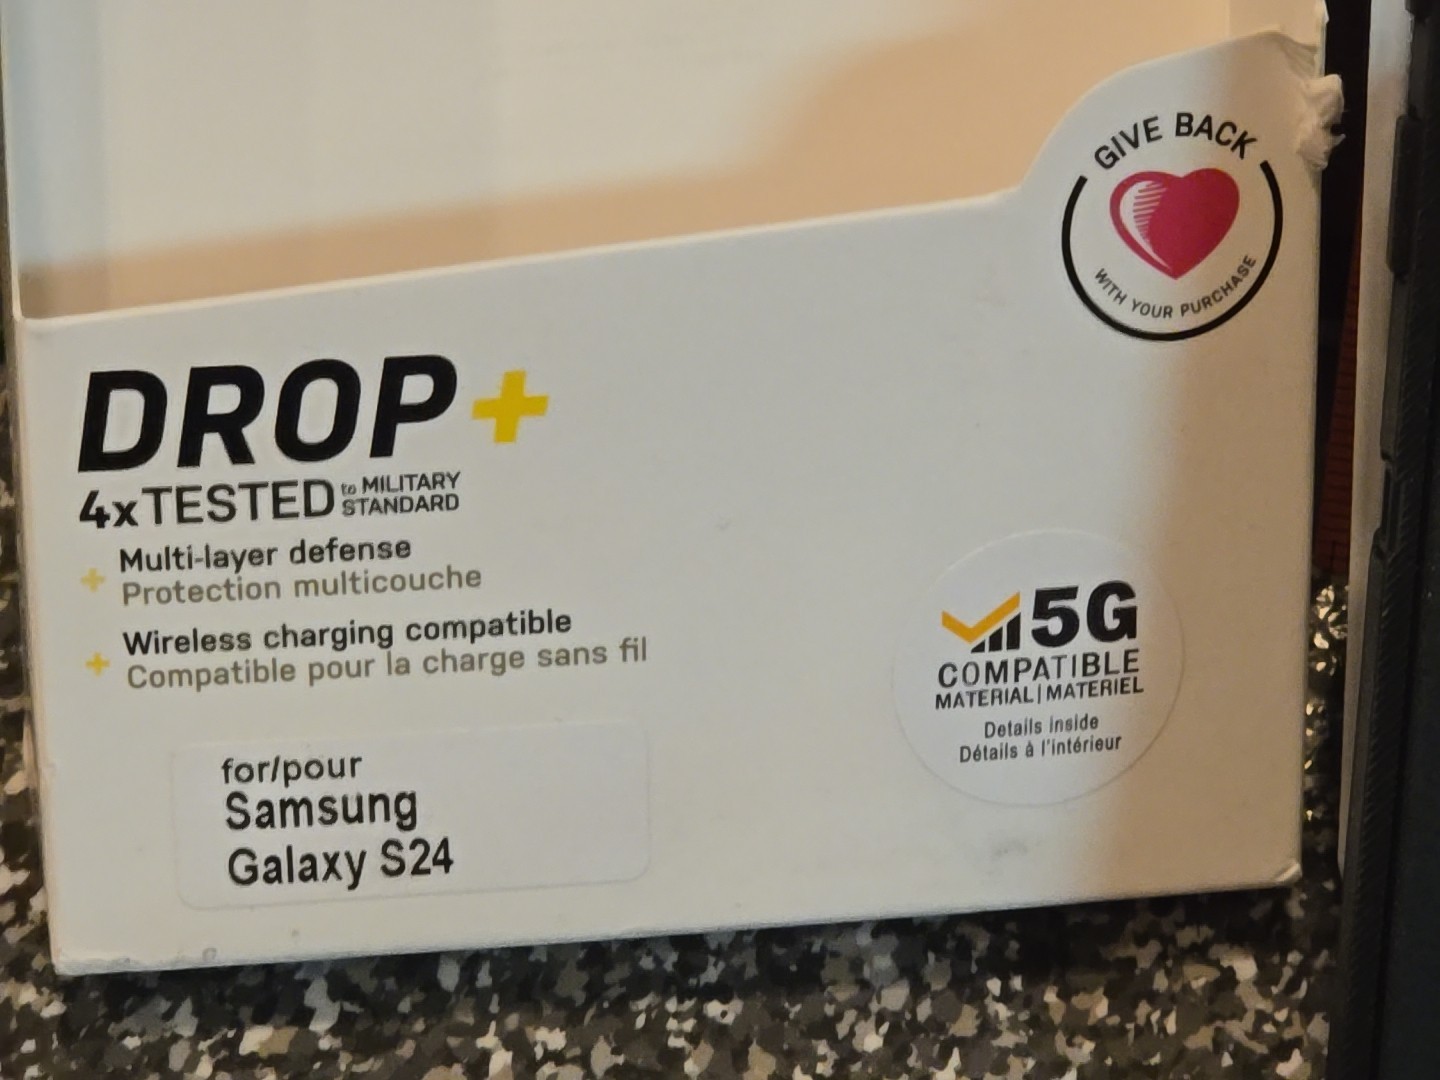 GIVE BACK
WITH YOUR PURCHASE
DROP+
4xTESTED to MILITARY STANDARD
+ Multi-layer defense
Protection multicouche
+ Wireless charging compatible
Compatible pour la charge sans fil
5G
COMPATIBLE
MATERIAL|MATERIEL
Details inside
Détails à l'intérieur
for/pour
Samsung
Galaxy S24